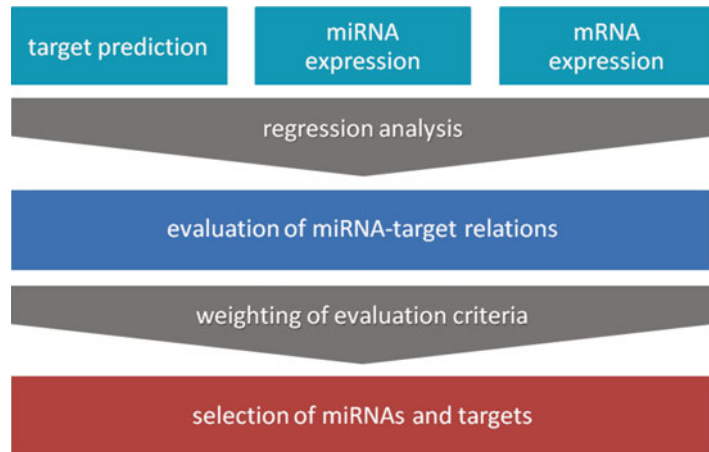 target prediction
miRNA
expression
mRNA
expression
regression analysis
evaluation of miRNA-target relations
weighting of evaluation criteria
selection of miRNAs and targets